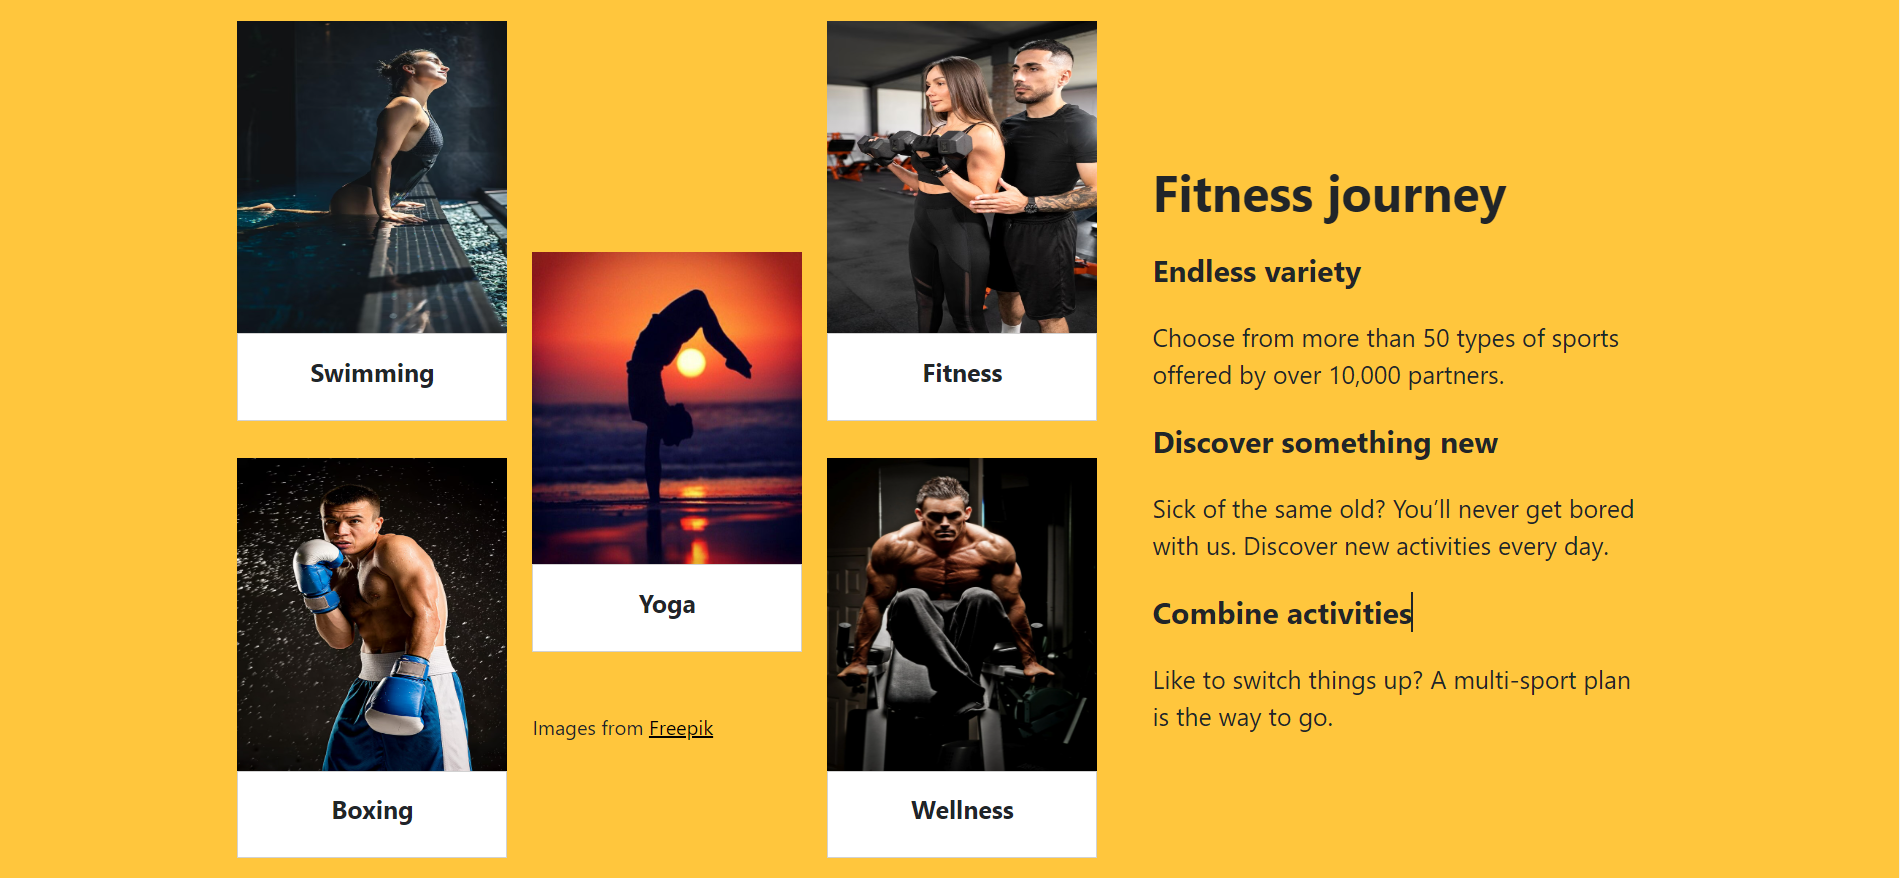 Swimming
Fitness
Yoga
Boxing
Wellness
Images from Freepik
Fitness journey
Endless variety
Choose from more than 50 types of sports
offered by over 10,000 partners.
Discover something new
Sick of the same old? You’ll never get bored
with us. Discover new activities every day.
Combine activities
Like to switch things up? A multi-sport plan
is the way to go.